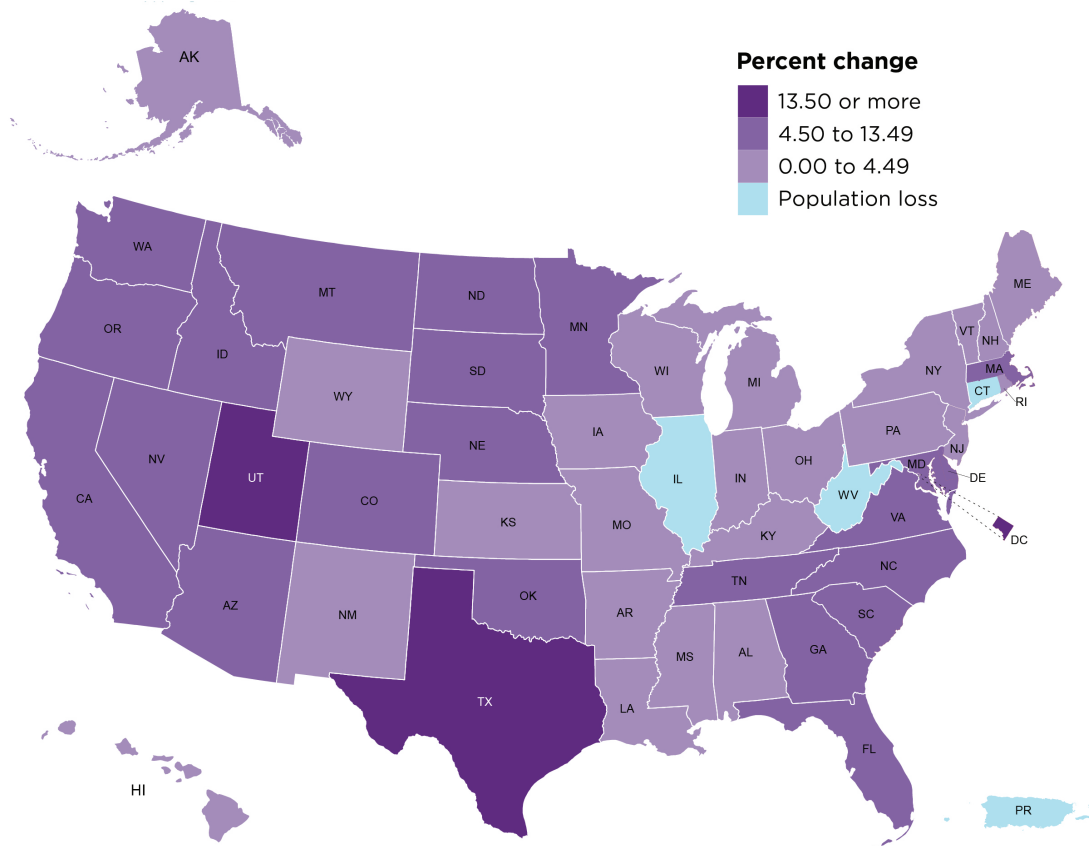 AK
Percent change
13.50 or more
4.50 to 13.49
0.00 to 4.49
Population loss
WA
MT
ND
MN
ME
OR
ID
SD
WI
MI
NY
VT
NH
MA
CT
RI
WY
NE
IA
PA
NJ
NV
UT
CO
CA
KS
MO
IL
IN
OH
WV
MD
DE
VA
DC
KY
AZ
NM
OK
AR
TN
NC
SC
MS
AL
GA
TX
LA
FL
HI
PR